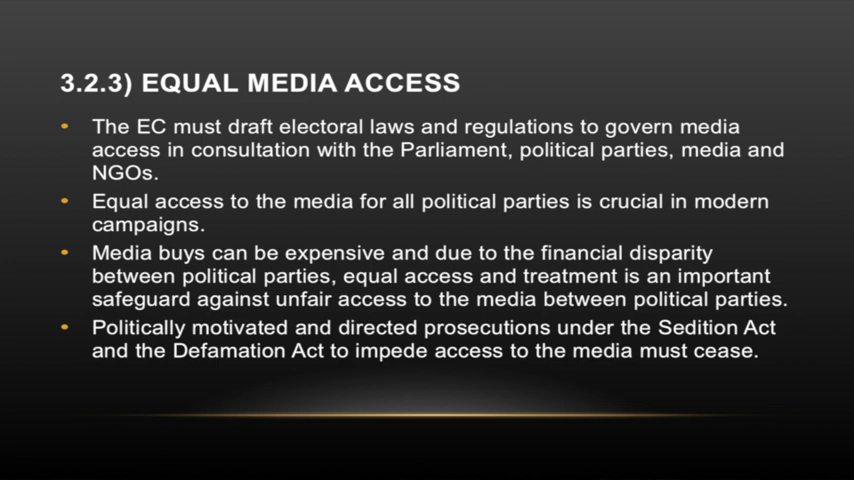 3.2.3) EQUAL MEDIA ACCESS
• The EC must draft electoral laws and regulations to govern media
access in consultation with the Parliament, political parties, media and
NGOs.
• Equal access to the media for all political parties is crucial in modern
campaigns.
• Media buys can be expensive and due to the financial disparity
between political parties, equal access and treatment is an important
safeguard against unfair access to the media between political parties.
• Politically motivated and directed prosecutions under the Sedition Act
and the Defamation Act to impede access to the media must cease.